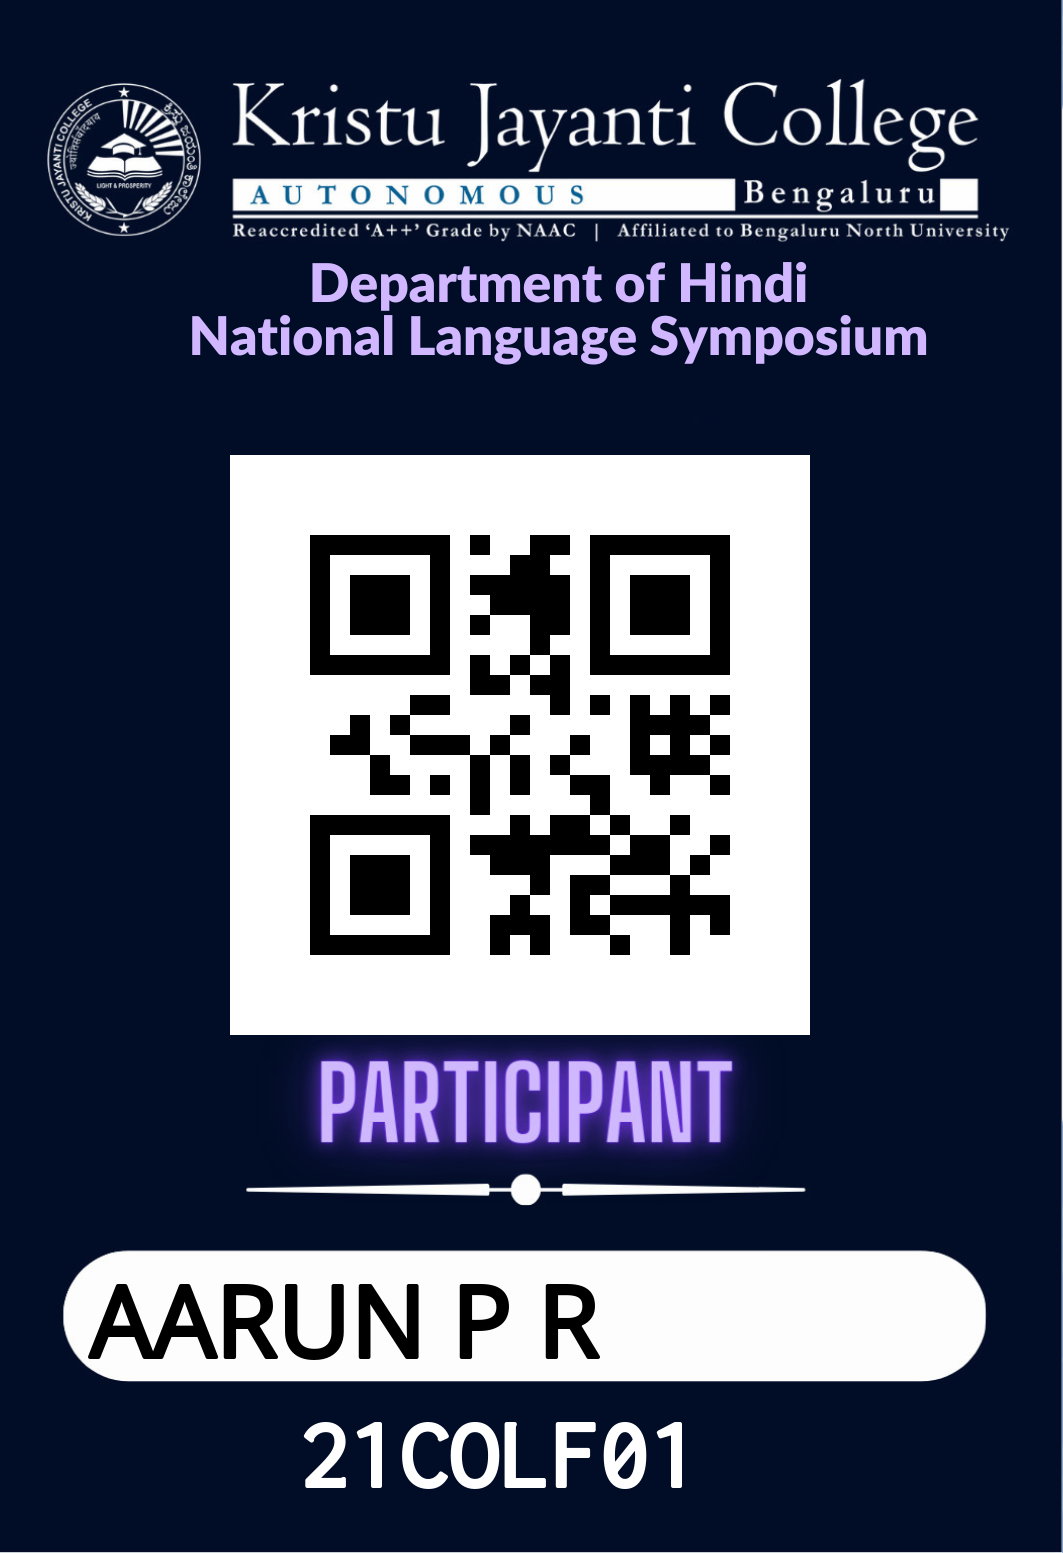 KRISTU JAYANTI COLLEGE
LIGHT & PROSPERITY
Kristu Jayanti College
AUTONOMOUS Bengaluru
Reaccredited ‘A++’ Grade by NAAC | Affiliated to Bengaluru North University
Department of Hindi
National Language Symposium
PARTICIPANT
AARUN P R
21COLF01